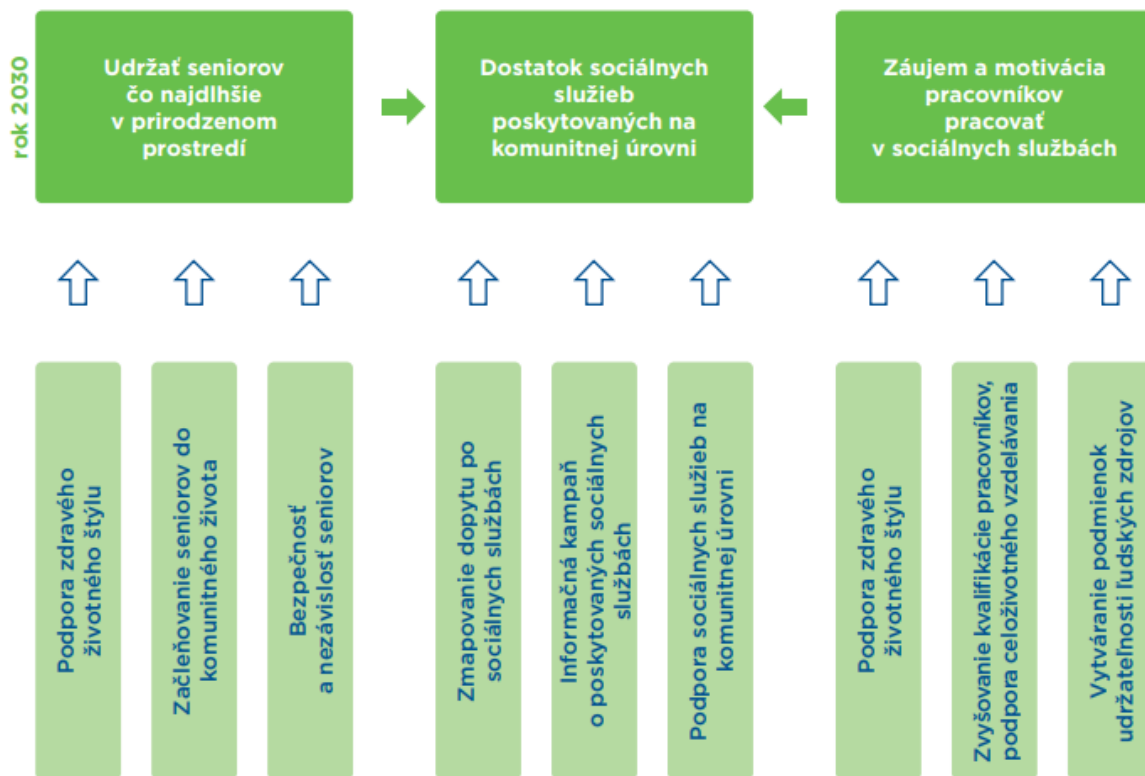 rok 2030
Udržať seniorov
čo najdlhšie
v prirodzenom
prostredí
Dostatok sociálnych
služieb
poskytovaných na
komunitnej úrovni
Záujem a motivácia
pracovníkov
pracovať
v sociálnych službách
Podpora zdravého
životného štýlu
Začleňovanie seniorov do
komunitného života
Bezpečnosť
a nezávislosť seniorov
Zmapovanie dopytu po
sociálnych službách
Informačná kampaň
o poskytovaných sociálnych
službách
Podpora sociálnych služieb na
komunitnej úrovni
Podpora zdravého
životného štýlu
Zvyšovanie kvalifikácie pracovníkov,
podpora celoživotného vzdelávania
Vytváranie podmienok
udržateľnosti ľudských zdrojov